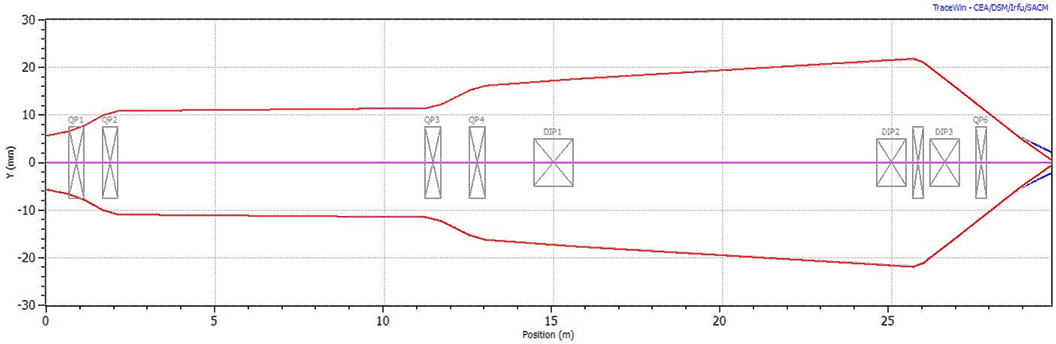 TraceWin - CEA/DSM/Irfu/SACM
30
20
10
0
-10
-20
-30
Y (mm)
QP1 QP2 QP3 QP4 DIP1 DIP2 DIP3 QP6
0 5 10 15 20 25
Position (m)